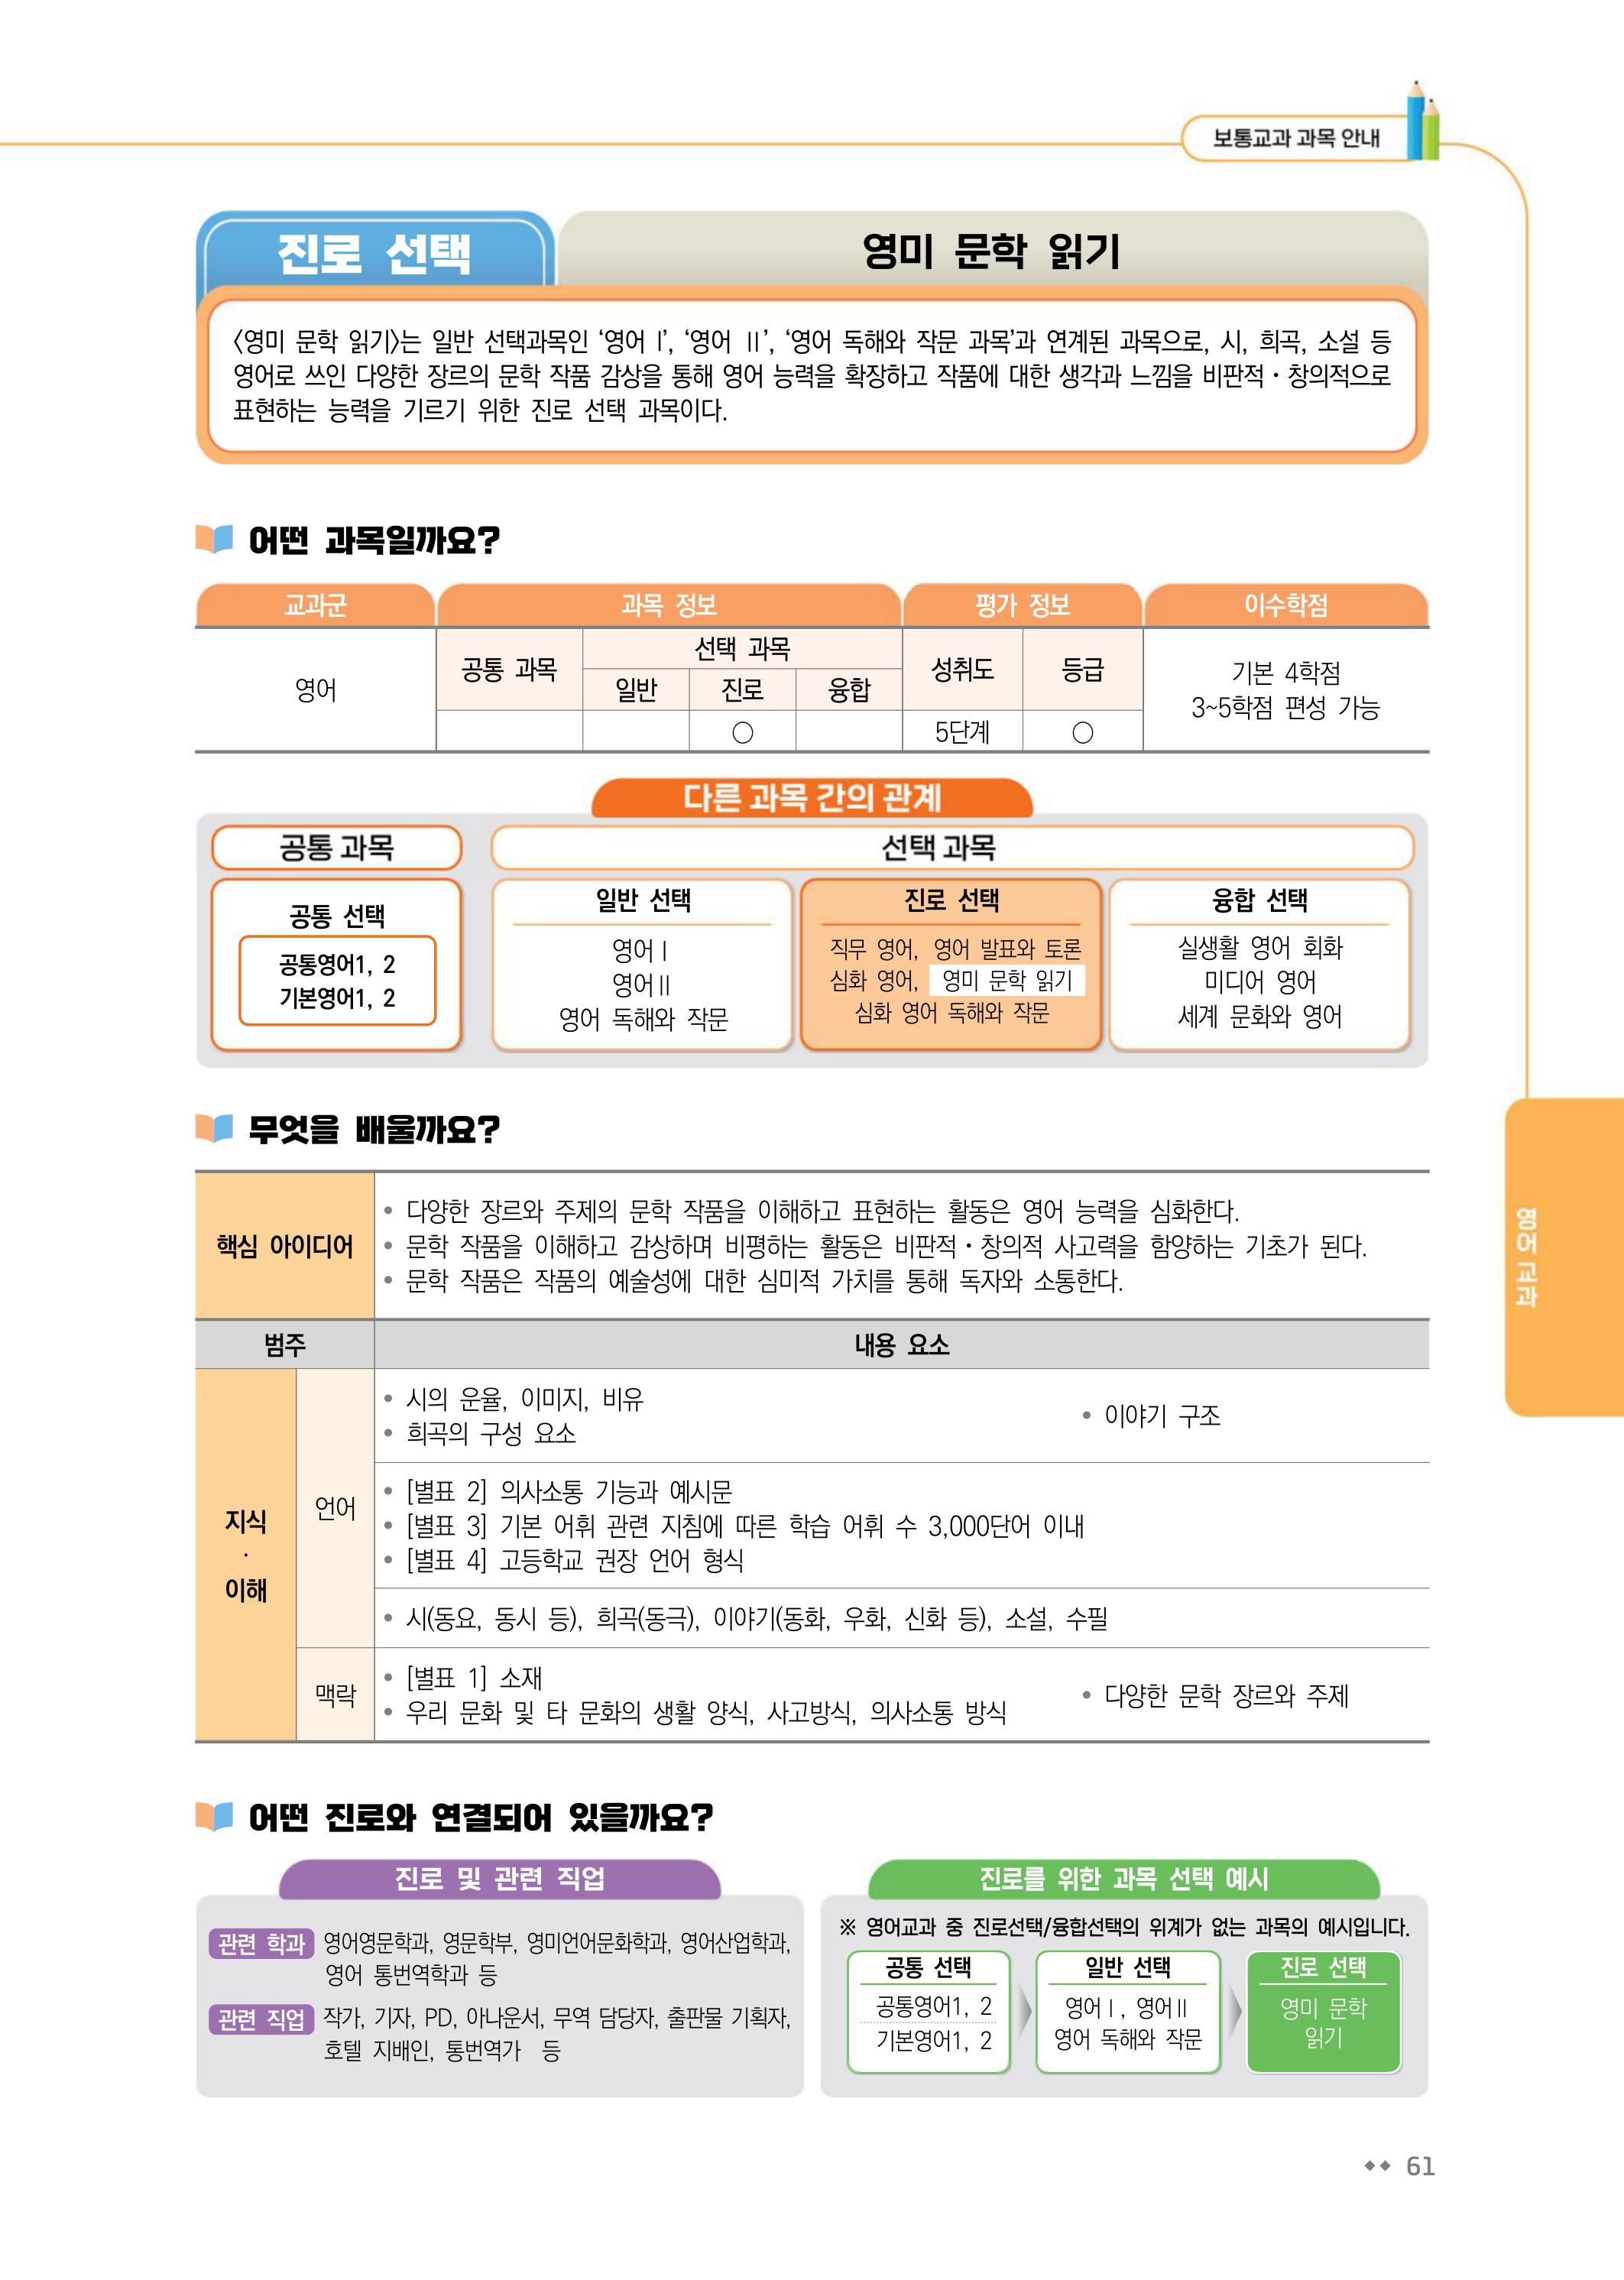 보통교과 과목 안내
진로 선택
영미 문학 읽기
〈영미 문학 읽기〉는 일반 선택과목인 ‘영어 Ⅰ’, ‘영어 Ⅱ’, ‘영어 독해와 작문 과목’과 연계된 과목으로, 시, 희곡, 소설 등
영어로 쓰인 다양한 장르의 문학 작품 감상을 통해 영어 능력을 확장하고 작품에 대한 생각과 느낌을 비판적・창의적으로
표현하는 능력을 기르기 위한 진로 선택 과목이다.
어떤 과목일까요?
교과군 과목 정보 평가 정보 이수학점
영어
공통 과목
선택 과목
일반 진로 융합
성취도 등급
○ 5단계 ○
기본 4학점
3~5학점 편성 가능
다른 과목 간의 관계
공통 과목
선택 과목
공통 선택
공통영어1, 2
기본영어1, 2
일반 선택
영어Ⅰ
영어Ⅱ
영어 독해와 작문
진로 선택
직무 영어, 영어 발표와 토론
심화 영어, 영미 문학 읽기
심화 영어 독해와 작문
융합 선택
실생활 영어 회화
미디어 영어
세계 문화와 영어
무엇을 배울까요?
핵심 아이디어
• 다양한 장르와 주제의 문학 작품을 이해하고 표현하는 활동은 영어 능력을 심화한다.
• 문학 작품을 이해하고 감상하며 비평하는 활동은 비판적・창의적 사고력을 함양하는 기초가 된다.
• 문학 작품은 작품의 예술성에 대한 심미적 가치를 통해 독자와 소통한다.
범주 내용 요소
지식
·
이해
언어
• 시의 운율, 이미지, 비유
• 희곡의 구성 요소
• 이야기 구조
• [별표 2] 의사소통 기능과 예시문
• [별표 3] 기본 어휘 관련 지침에 따른 학습 어휘 수 3,000단어 이내
• [별표 4] 고등학교 권장 언어 형식
• 시(동요, 동시 등), 희곡(동극), 이야기(동화, 우화, 신화 등), 소설, 수필
맥락
• [별표 1] 소재
• 우리 문화 및 타 문화의 생활 양식, 사고방식, 의사소통 방식
• 다양한 문학 장르와 주제
영어 교과
어떤 진로와 연결되어 있을까요?
진로 및 관련 직업
관련 학과 영어영문학과, 영문학부, 영미언어문화학과, 영어산업학과,
영어 통번역학과 등
관련 직업 작가, 기자, PD, 아나운서, 무역 담당자, 출판물 기획자,
호텔 지배인, 통번역가 등
진로를 위한 과목 선택 예시
※ 영어교과 중 진로선택/융합선택의 위계가 없는 과목의 예시입니다.
공통 선택
공통영어1, 2
기본영어1, 2
일반 선택
영어Ⅰ, 영어Ⅱ
영어 독해와 작문
진로 선택
영미 문학
읽기
61